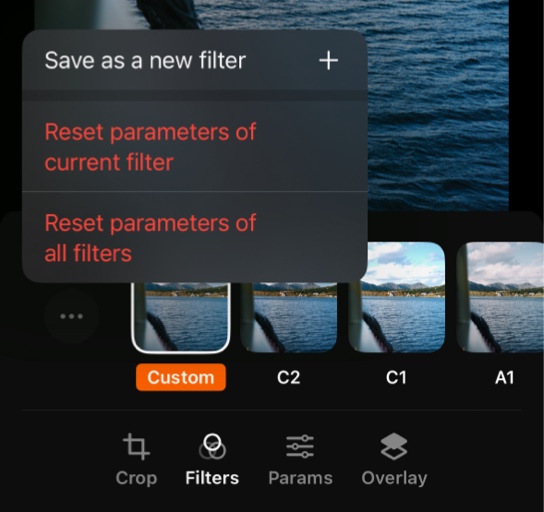 Save as a new filter
Reset parameters of
current filter
Reset parameters of
all filters
Custom
C2
C1
A1
Crop
Filters
Params
Overlay